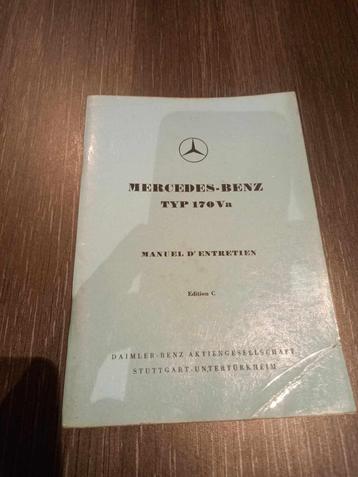 MERCEDES-BENZ
TYP 170 Va
MANUEL D'ENTRETIEN
Edition C
DAIMLER-BENZ AKTIENGESELLSCHAFT
STUTTGART-UNTERTÜRKHEIM